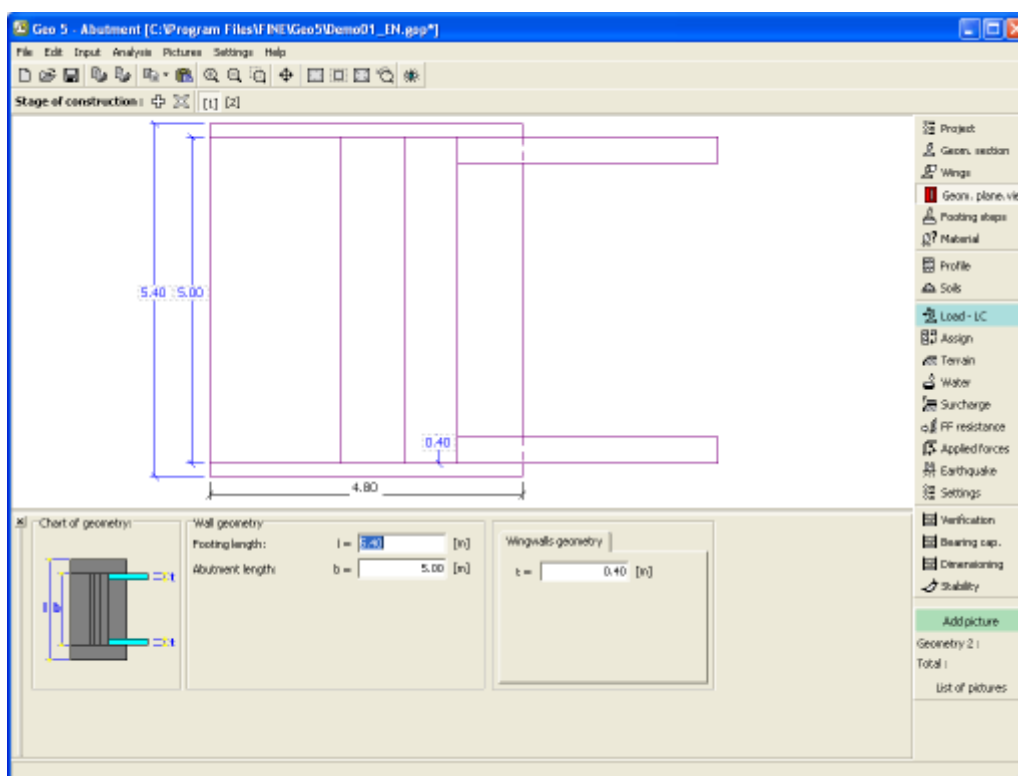 Geo 5 - Abutment [C:\Program Files\FINE\Geo5\Demo01_EN.gop*]
File Edit Input Analysis Pictures Settings Help
Stage of construction : [1] [2]
5.40 5.00
0.40
4.80
Project
Geom. section
Wings
Geom. plane.vie
Footing steps
Material
Profile
Soils
Load - LC
Assign
Terrain
Water
Surcharge
FF resistance
Applied forces
Earthquake
Settings
Verification
Bearing cap.
Dimensioning
Stability
Add picture
Geometry 2 :
Total :
List of pictures
Chart of geometry:
l b t t
Wall geometry
Footing length: l = 5.40 [m]
Abutment length: b = 5.00 [m]
Wingwalls geometry
t = 0.40 [m]